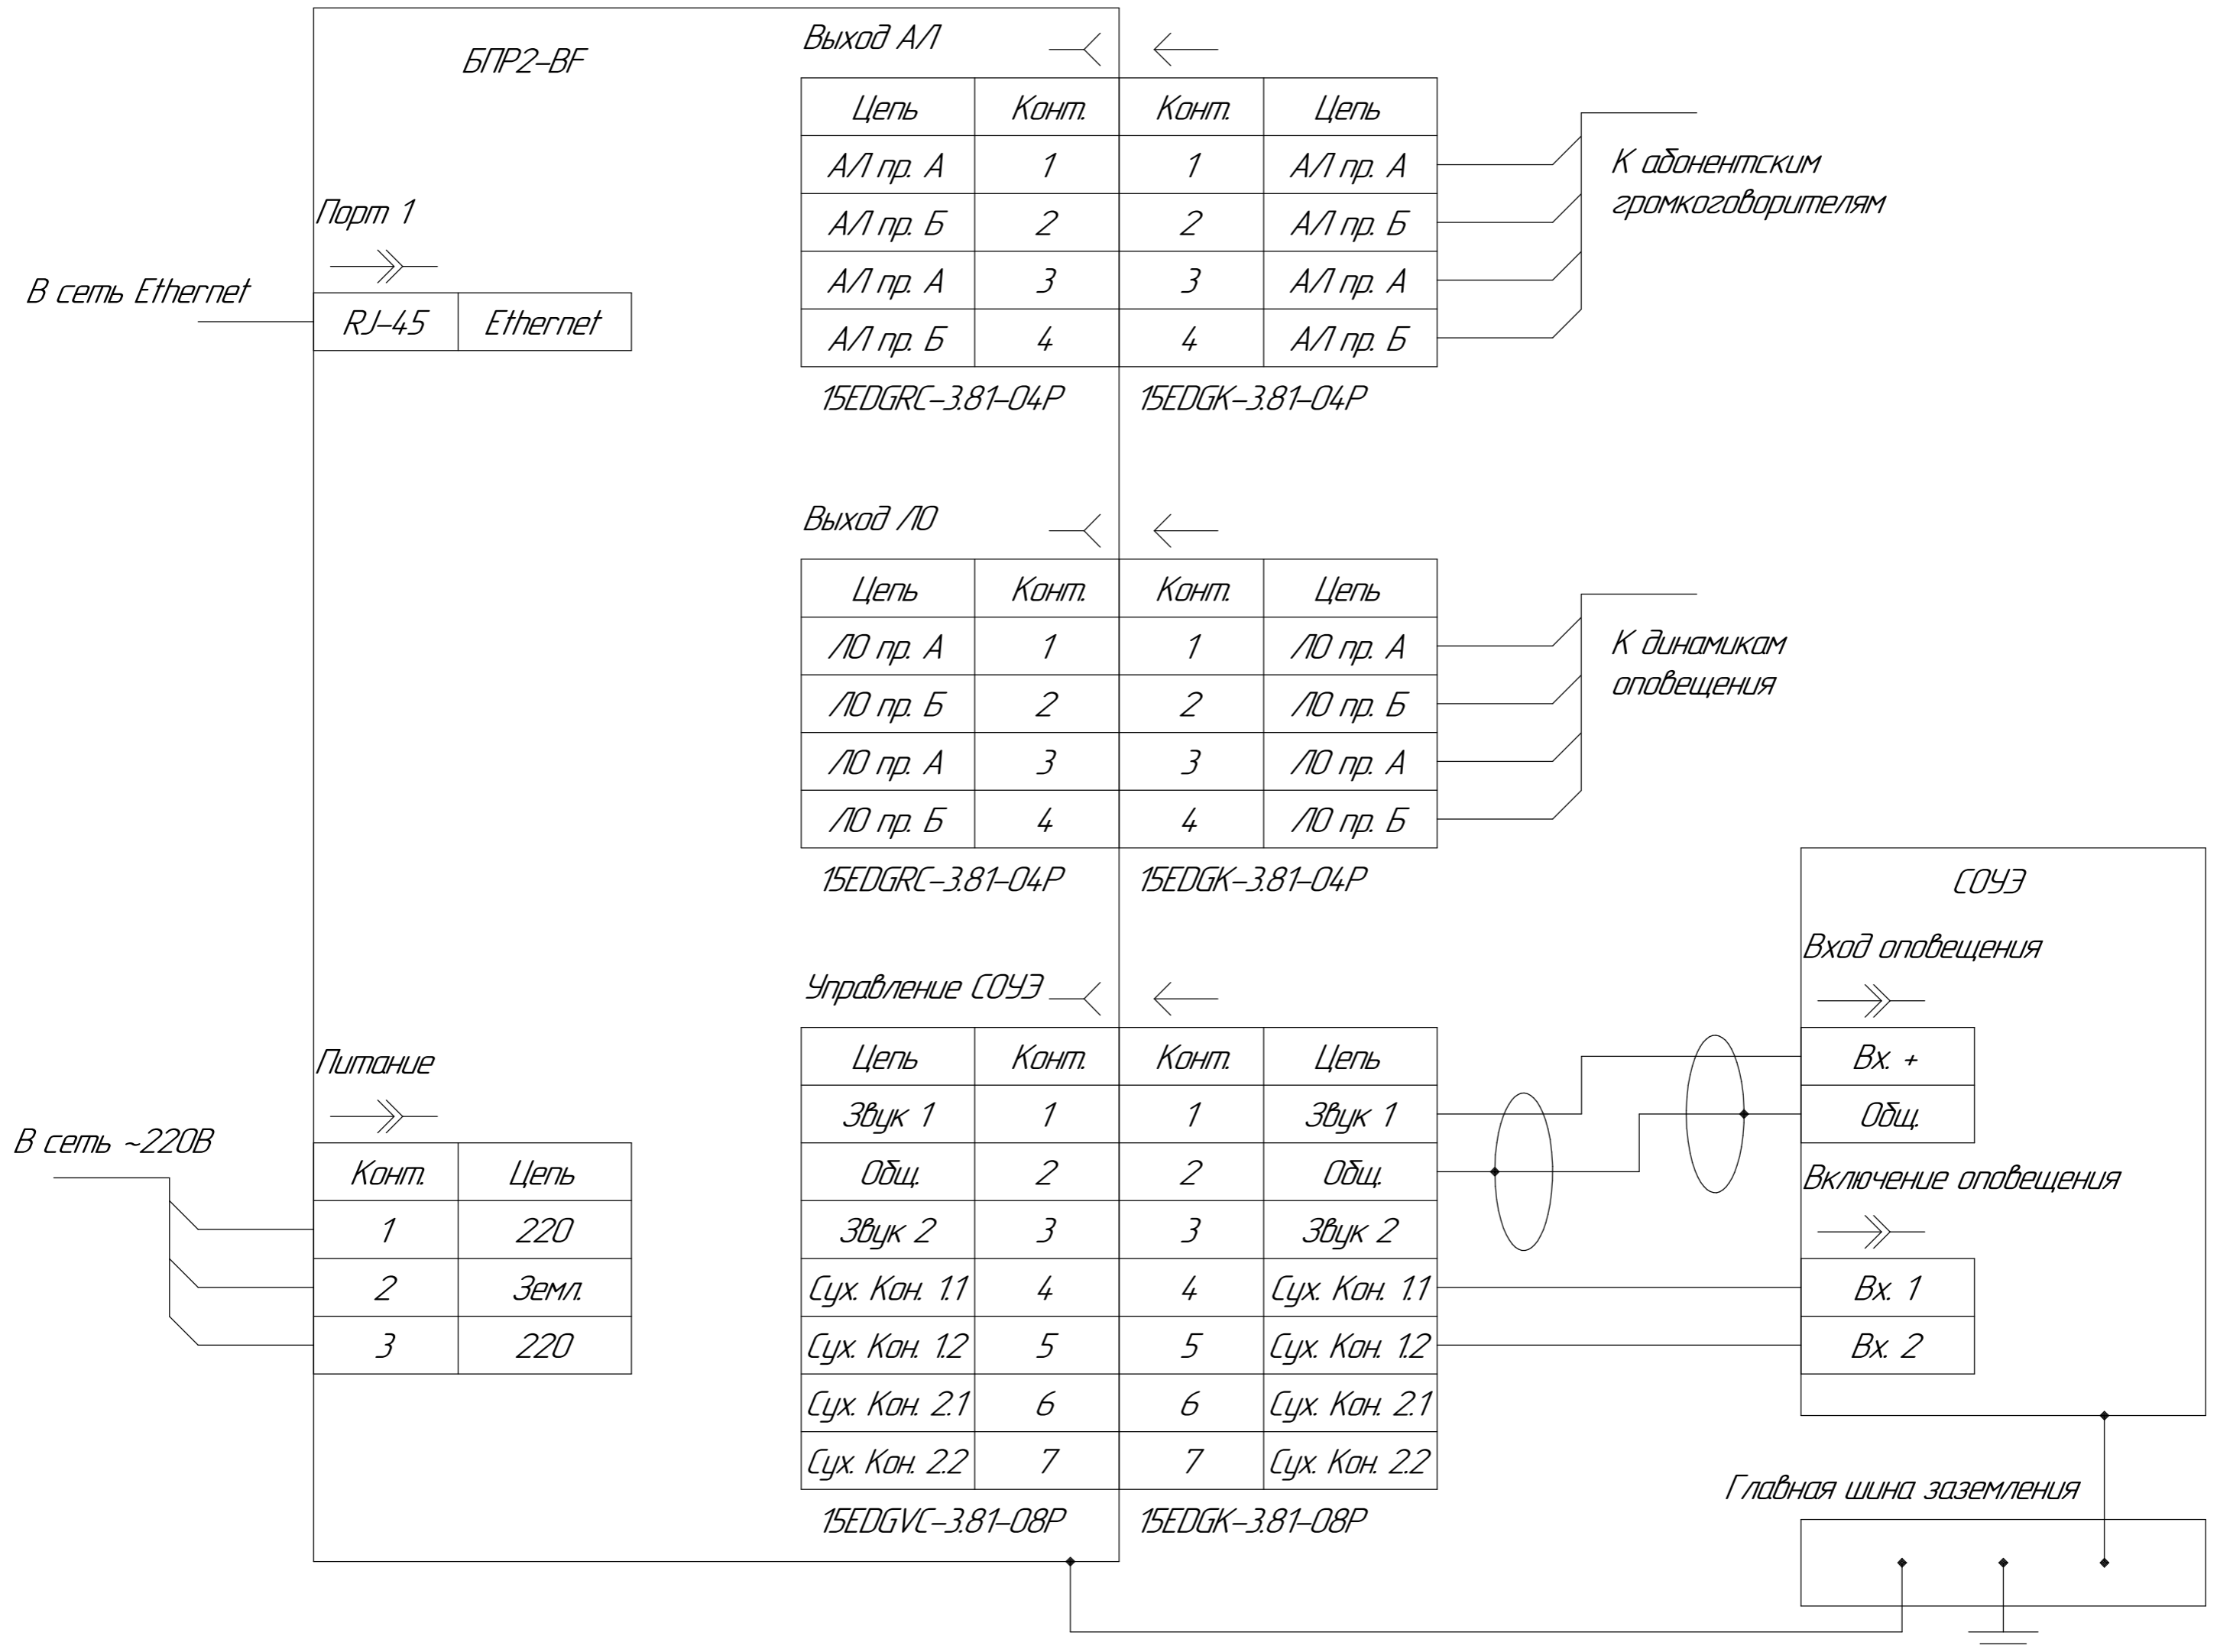 БПР2-BF
Порт 1
В сеть Ethernet
RJ-45 Ethernet
Питание
В сеть ~220В
Конт. Цепь
1 220
2 Земл.
3 220
Выход АЛ
Цепь Конт. Конт. Цепь
АЛ пр. А 1 1 АЛ пр. А
АЛ пр. Б 2 2 АЛ пр. Б
АЛ пр. А 3 3 АЛ пр. А
АЛ пр. Б 4 4 АЛ пр. Б
15EDGRC-3.81-04P 15EDGK-3.81-04P
К абонентским
громкоговорителям
Выход ЛО
Цепь Конт. Конт. Цепь
ЛО пр. А 1 1 ЛО пр. А
ЛО пр. Б 2 2 ЛО пр. Б
ЛО пр. А 3 3 ЛО пр. А
ЛО пр. Б 4 4 ЛО пр. Б
15EDGRC-3.81-04P 15EDGK-3.81-04P
К динамикам
оповещения
Управление СОУЭ
Цепь Конт. Конт. Цепь
Звук 1 1 1 Звук 1
Общ. 2 2 Общ.
Звук 2 3 3 Звук 2
Сух. Кон. 1.1 4 4 Сух. Кон. 1.1
Сух. Кон. 1.2 5 5 Сух. Кон. 1.2
Сух. Кон. 2.1 6 6 Сух. Кон. 2.1
Сух. Кон. 2.2 7 7 Сух. Кон. 2.2
15EDGVC-3.81-08P 15EDGK-3.81-08P
СОУЭ
Вход оповещения
Вх. +
Общ.
Включение оповещения
Вх. 1
Вх. 2
Главная шина заземления